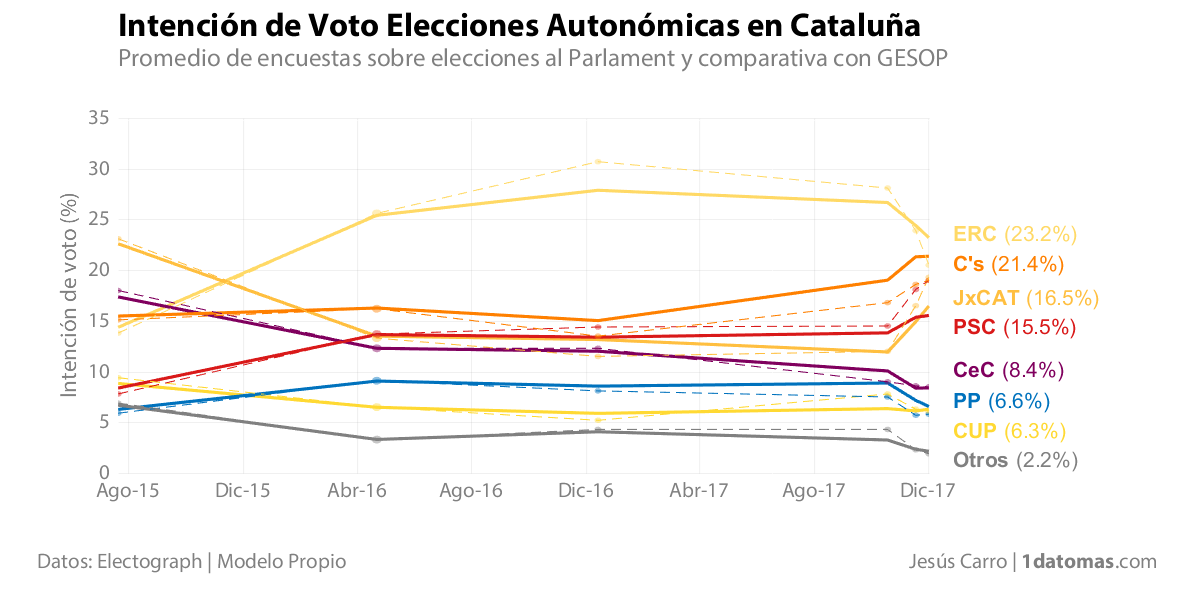 Intención de Voto Elecciones Autonómicas en Cataluña
Promedio de encuestas sobre elecciones al Parlament y comparativa con GESOP
Intención de voto (%)
35
30
25
20
15
10
5
0
Ago-15 Dic-15 Abr-16 Ago-16 Dic-16 Abr-17 Ago-17 Dic-17
ERC (23.2%)
C's (21.4%)
JxCAT (16.5%)
PSC (15.5%)
CeC (8.4%)
PP (6.6%)
CUP (6.3%)
Otros (2.2%)
Datos: Electograph | Modelo Propio
Jesús Carro | 1datomas.com